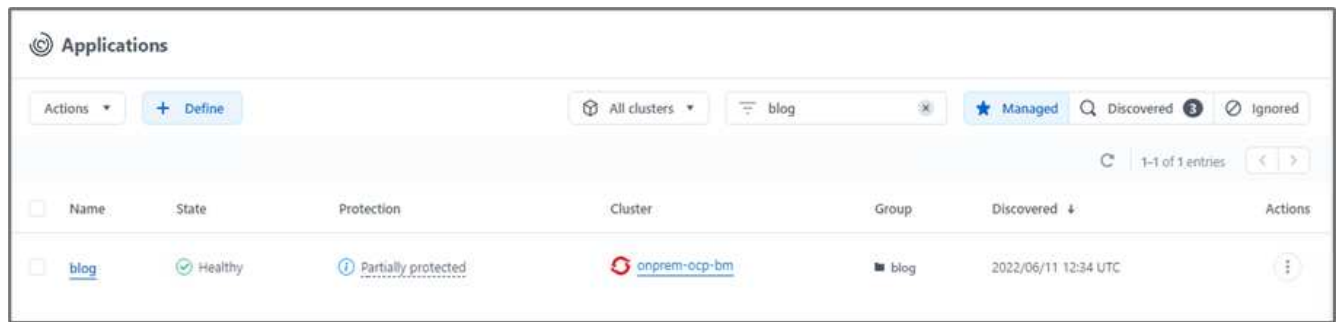 Applications
Actions + Define All clusters blog Managed Discovered 3 Ignored
1-1 of 1 entries
Name State Protection Cluster Group Discovered ↓ Actions
blog Healthy Partially protected onprem-ocp-bm blog 2022/06/11 12:34 UTC